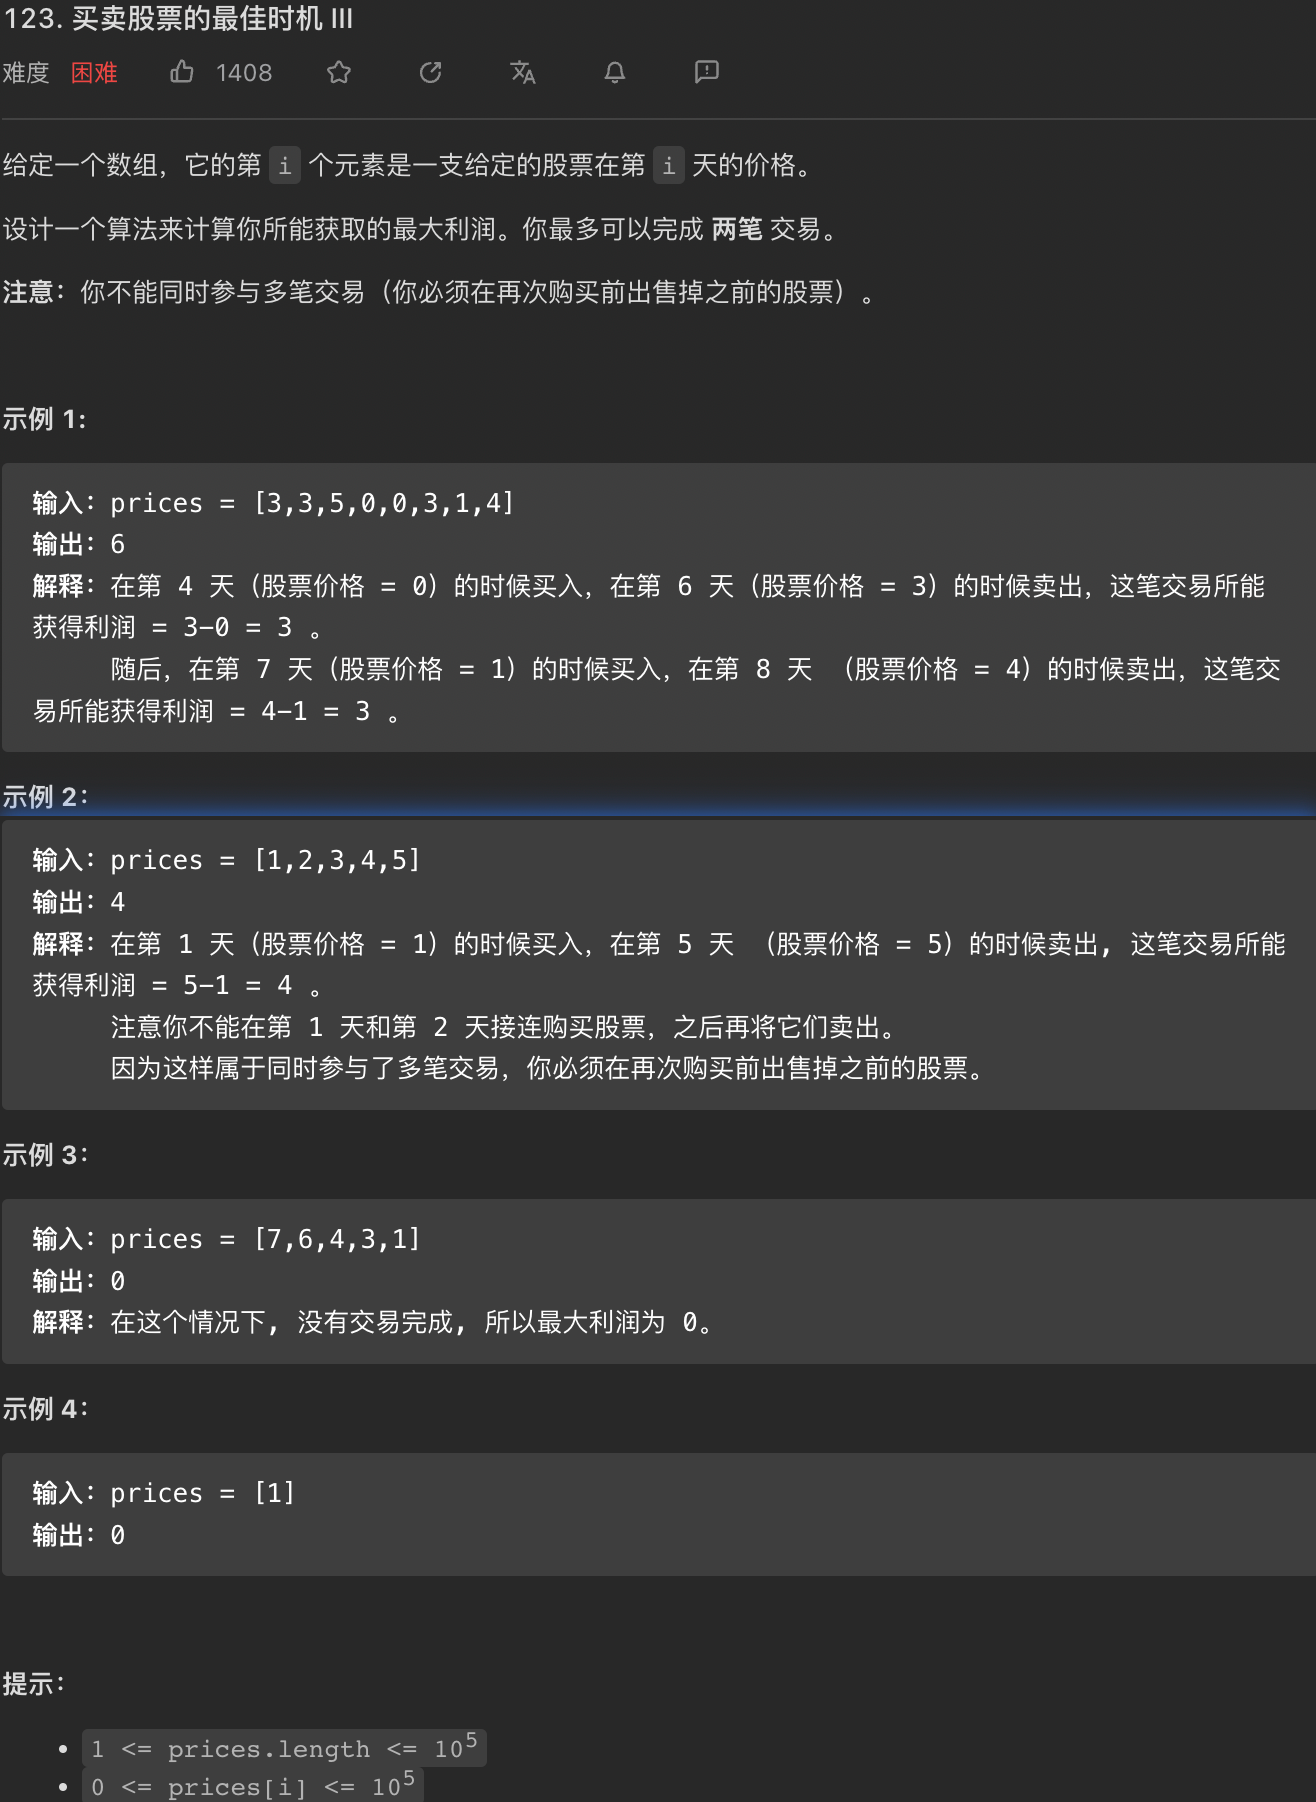 123. 买卖股票的最佳时机 III
难度 困难 1408
给定一个数组，它的第 i 个元素是一支给定的股票在第 i 天的价格。
设计一个算法来计算你所能获取的最大利润。你最多可以完成 两笔 交易。
注意：你不能同时参与多笔交易（你必须在再次购买前出售掉之前的股票）。
示例 1:
输入：prices = [3,3,5,0,0,3,1,4]
输出：6
解释：在第 4 天（股票价格 = 0）的时候买入，在第 6 天（股票价格 = 3）的时候卖出，这笔交易所能
获得利润 = 3-0 = 3 。
随后，在第 7 天（股票价格 = 1）的时候买入，在第 8 天 （股票价格 = 4）的时候卖出，这笔交
易所能获得利润 = 4-1 = 3 。
示例 2：
输入：prices = [1,2,3,4,5]
输出：4
解释：在第 1 天（股票价格 = 1）的时候买入，在第 5 天 （股票价格 = 5）的时候卖出, 这笔交易所能
获得利润 = 5-1 = 4 。
注意你不能在第 1 天和第 2 天接连购买股票，之后再将它们卖出。
因为这样属于同时参与了多笔交易，你必须在再次购买前出售掉之前的股票。
示例 3：
输入：prices = [7,6,4,3,1]
输出：0
解释：在这个情况下, 没有交易完成, 所以最大利润为 0。
示例 4：
输入：prices = [1]
输出：0
提示：
• 1 <= prices.length <= 10⁵
• 0 <= prices[i] <= 10⁵